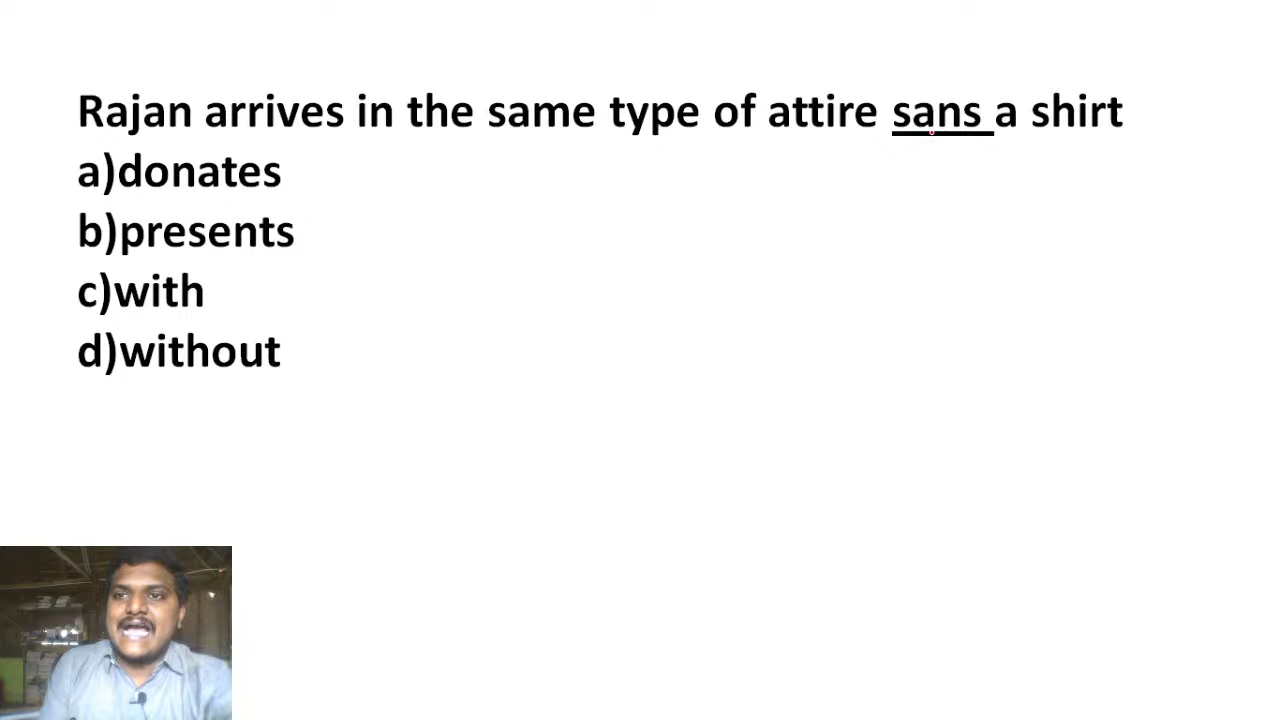 Rajan arrives in the same type of attire sans a shirt
a)donates
b)presents
c)with
d)without